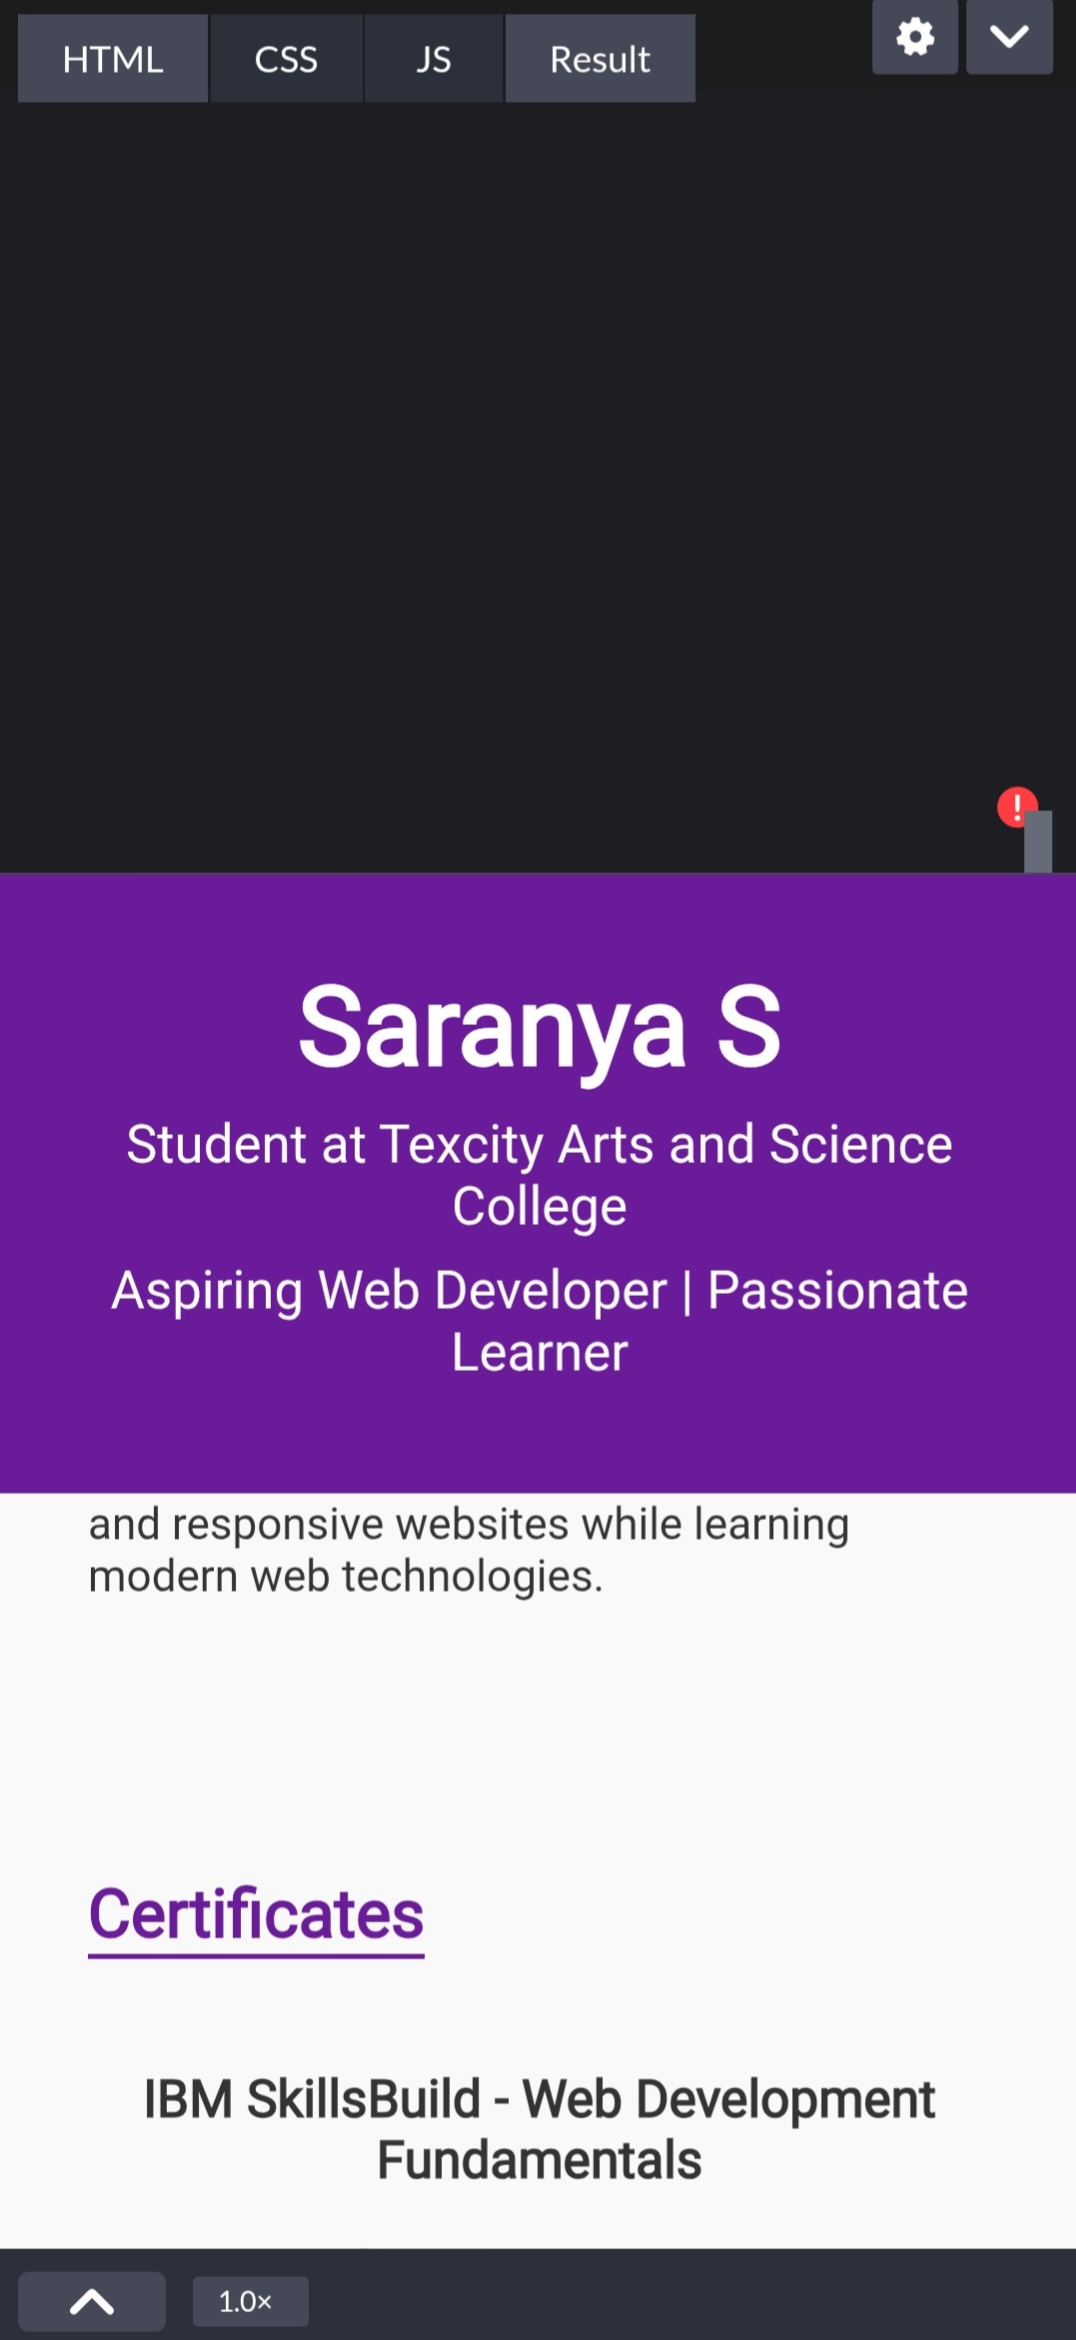 HTML CSS JS Result
!
Saranya S
Student at Texcity Arts and Science
College
Aspiring Web Developer | Passionate
Learner
and responsive websites while learning
modern web technologies.
Certificates
IBM SkillsBuild - Web Development
Fundamentals
1.0×